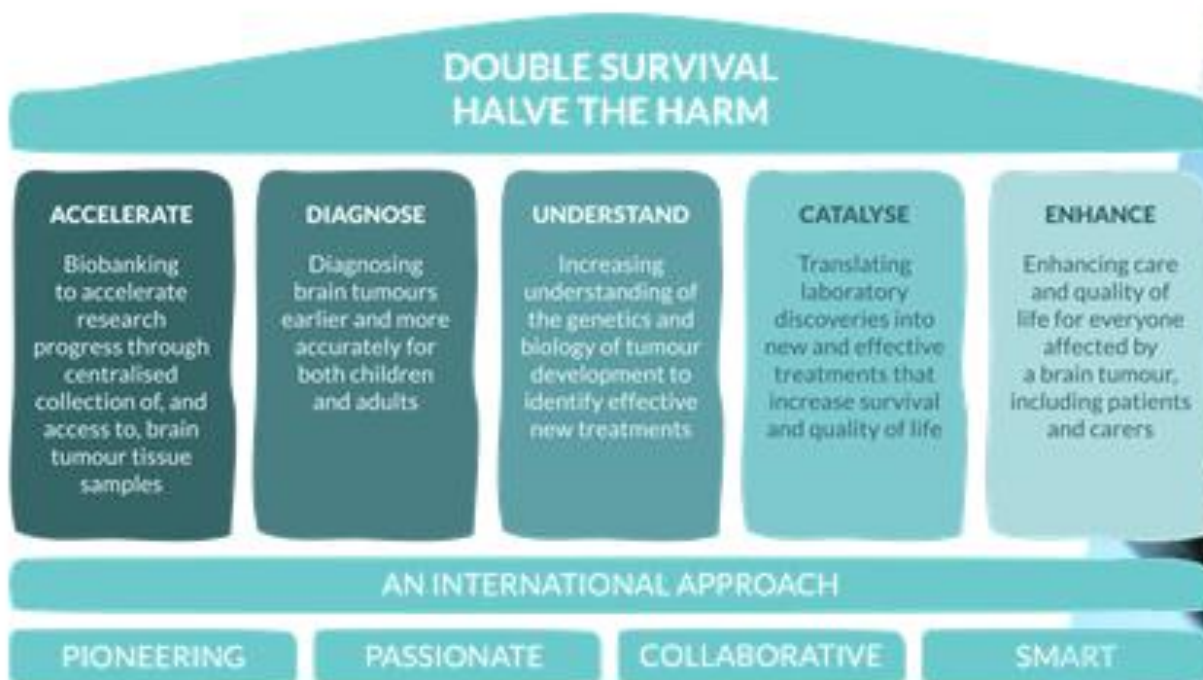 DOUBLE SURVIVAL
HALVE THE HARM
ACCELERATE
Biobanking
to accelerate
research
progress through
centralised
collection of, and
access to, brain
tumour tissue
samples
DIAGNOSE
Diagnosing
brain tumours
earlier and more
accurately for
both children
and adults
UNDERSTAND
Increasing
understanding of
the genetics and
biology of tumour
development to
identify effective
new treatments
CATALYSE
Translating
laboratory
discoveries into
new and effective
treatments that
increase survival
and quality of life
ENHANCE
Enhancing care
and quality of
life for everyone
affected by
a brain tumour,
including patients
and carers
AN INTERNATIONAL APPROACH
PIONEERING
PASSIONATE
COLLABORATIVE
SMART